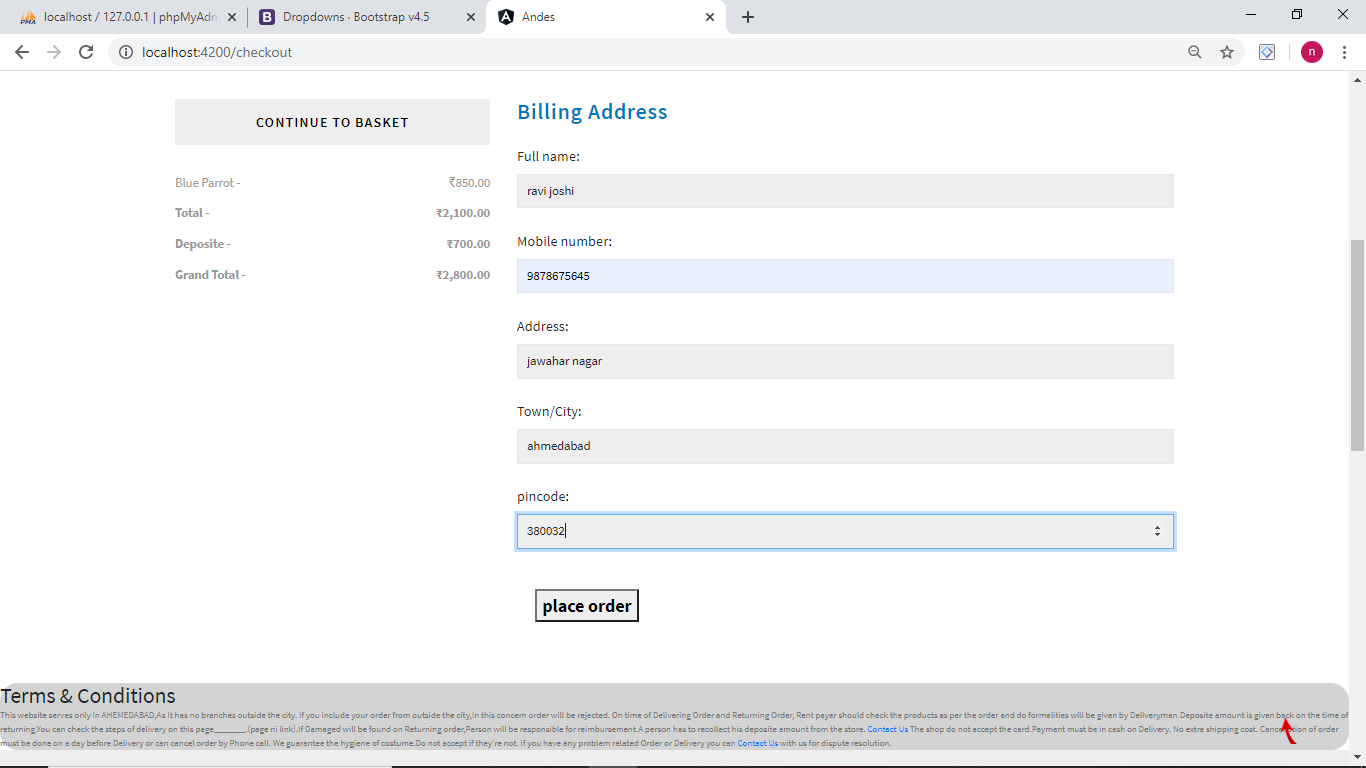 localhost / 127.0.0.1 | phpMyAdm
Dropdowns · Bootstrap v4.5
Andes
localhost:4200/checkout
n
CONTINUE TO BASKET
Blue Parrot - ₹850.00
Total - ₹2,100.00
Deposite - ₹700.00
Grand Total - ₹2,800.00
Billing Address
Full name:
ravi joshi
Mobile number:
9878675645
Address:
jawahar nagar
Town/City:
ahmedabad
pincode:
380032
place order
Terms & Conditions
This website serves only In AHEMEDABAD,As It has no branches outside the city. If you include your order from outside the city,In this concern order will be rejected. On time of Delivering Order and Returning Order, Rent payer should check the products as per the order and do formalities will be given by Deliveryman.Deposite amount is given back on the time of
returning.You can check the steps of delivery on this page_______.(page ni link).If Damaged will be found on Returning order,Person will be responsible for reimbursement.A person has to recollect his deposite amount from the store. Contact Us The shop do not accept the card.Payment must be in cash on Delivery. No extra shipping cost. Cancellation of order
must be done on a day before Delivery or can cancel order by Phone call. We guarantee the hygiene of costume.Do not accept if they're not. If you have any problem related Order or Delivery you can Contact Us with us for dispute resolution.